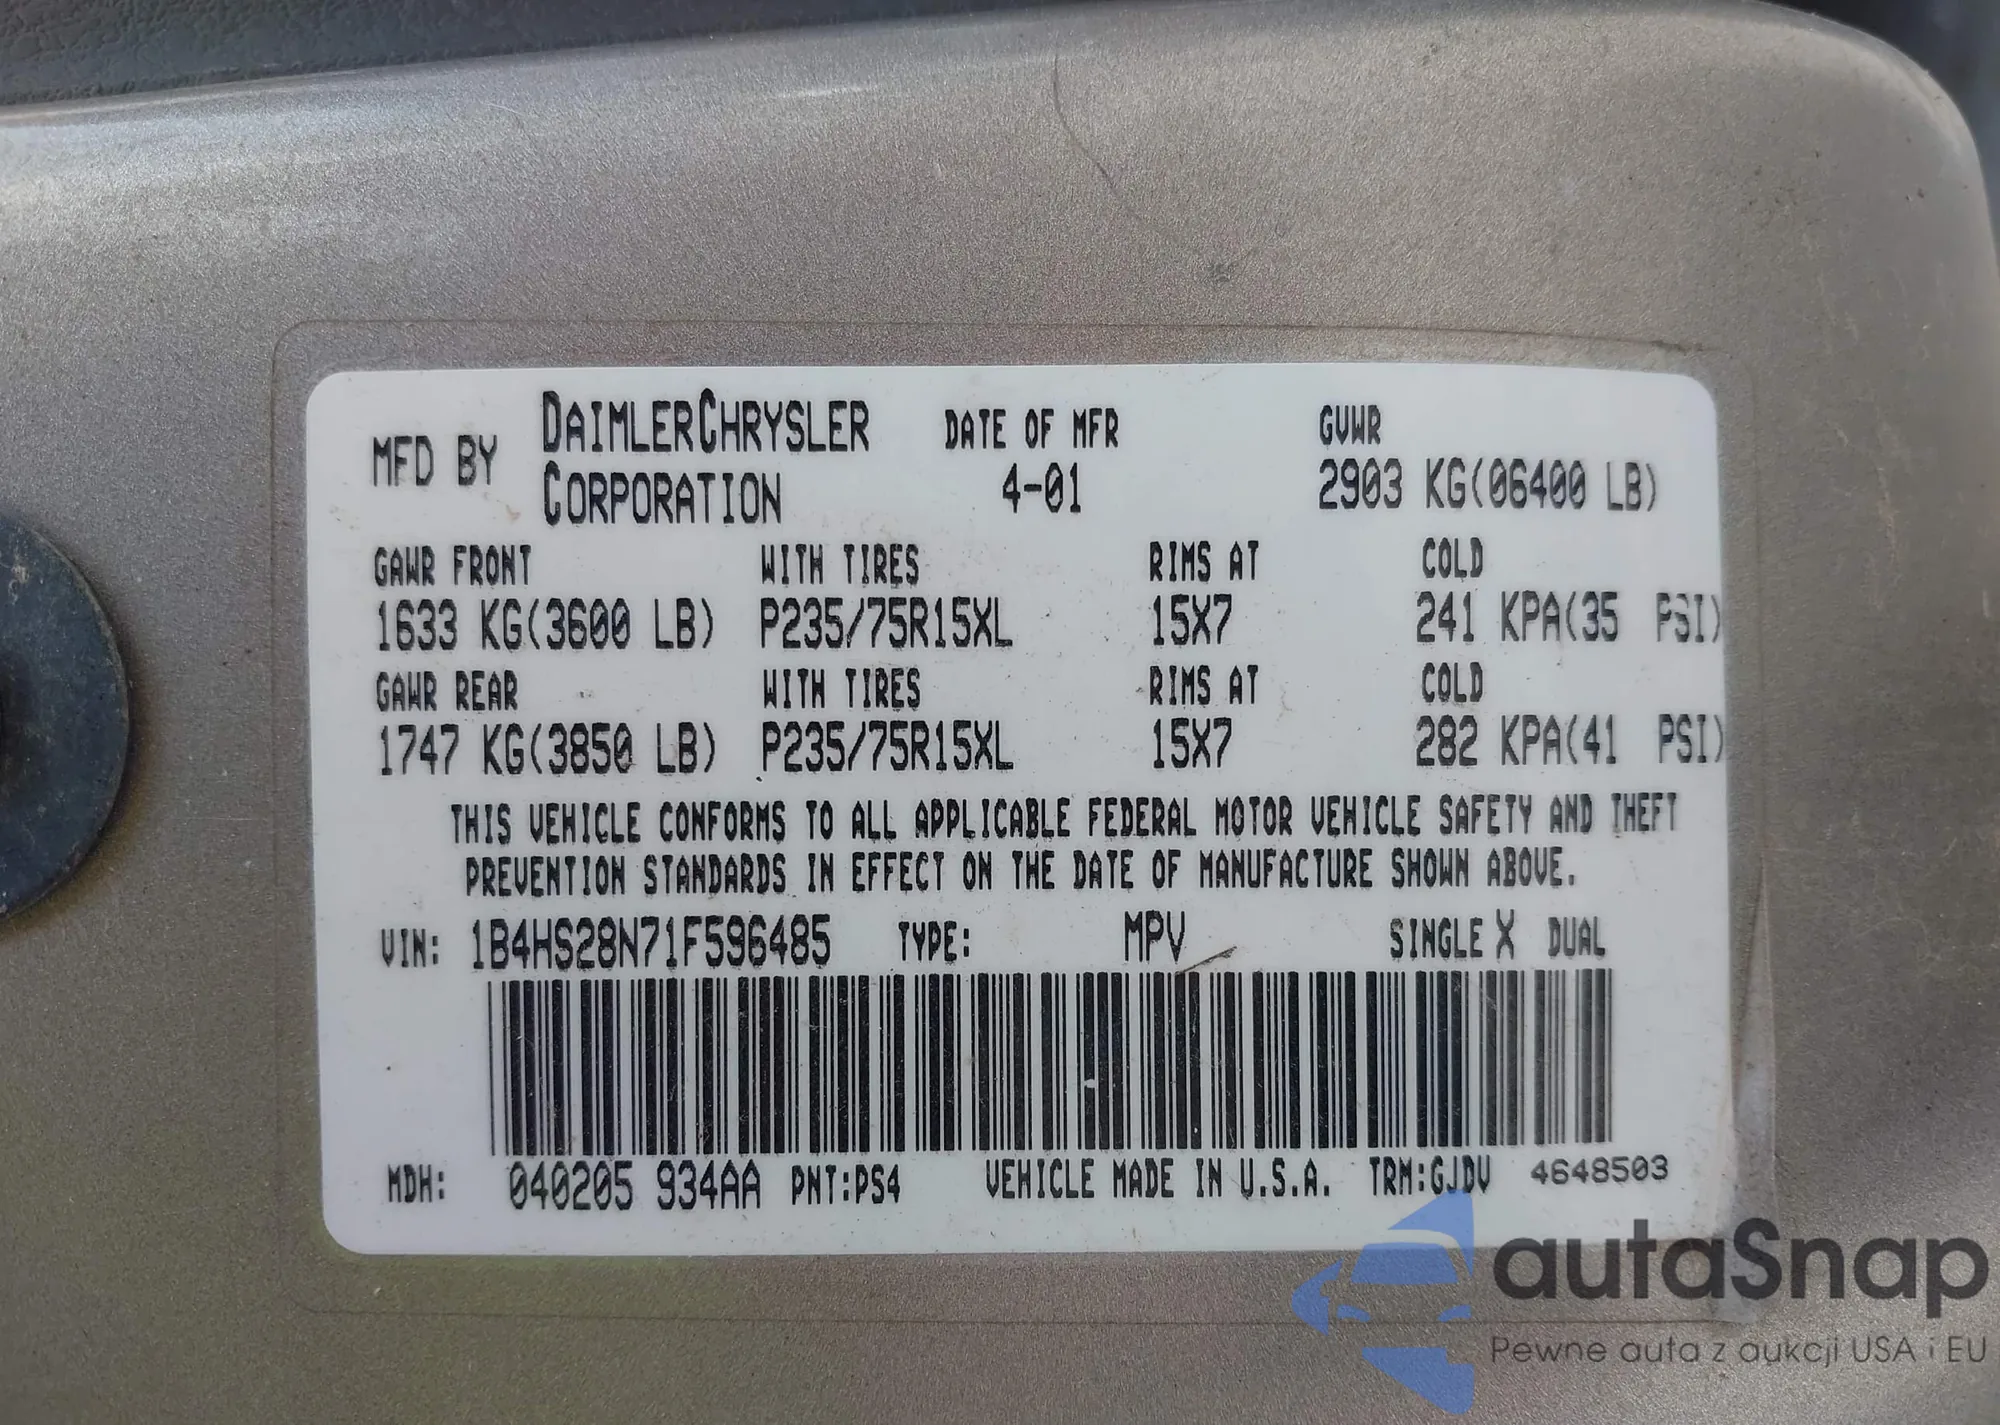 MFD BY DAIMLERCHRYSLER CORPORATION DATE OF MFR 4-01 GVWR 2903 KG(06400 LB)
GAWR FRONT WITH TIRES RIMS AT COLD
1633 KG(3600 LB) P235/75R15XL 15X7 241 KPA(35 PSI)
GAWR REAR WITH TIRES RIMS AT COLD
1747 KG(3850 LB) P235/75R15XL 15X7 282 KPA(41 PSI)
THIS VEHICLE CONFORMS TO ALL APPLICABLE FEDERAL MOTOR VEHICLE SAFETY AND THEFT
PREVENTION STANDARDS IN EFFECT ON THE DATE OF MANUFACTURE SHOWN ABOVE.
VIN: 1B4HS28N71F596485 TYPE: MPV SINGLE X DUAL
MDH: 040205 934AA PNT:PS4 VEHICLE MADE IN U.S.A. TRM:GJDV 4648503
autaSnap
Pewne auta z aukcji USA i EU